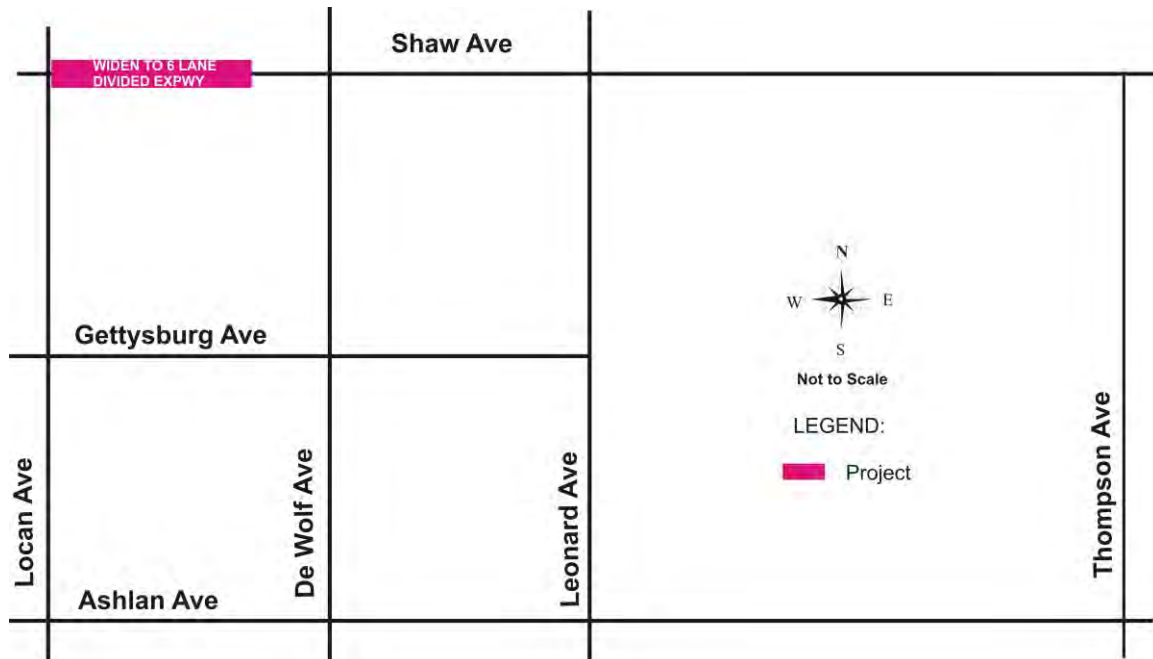 Shaw Ave
WIDEN TO 6 LANE
DIVIDED EXPWY
N
W
E
S
Not to Scale
Gettysburg Ave
LEGEND:
Project
Locan Ave
De Wolf Ave
Leonard Ave
Thompson Ave
Ashlan Ave